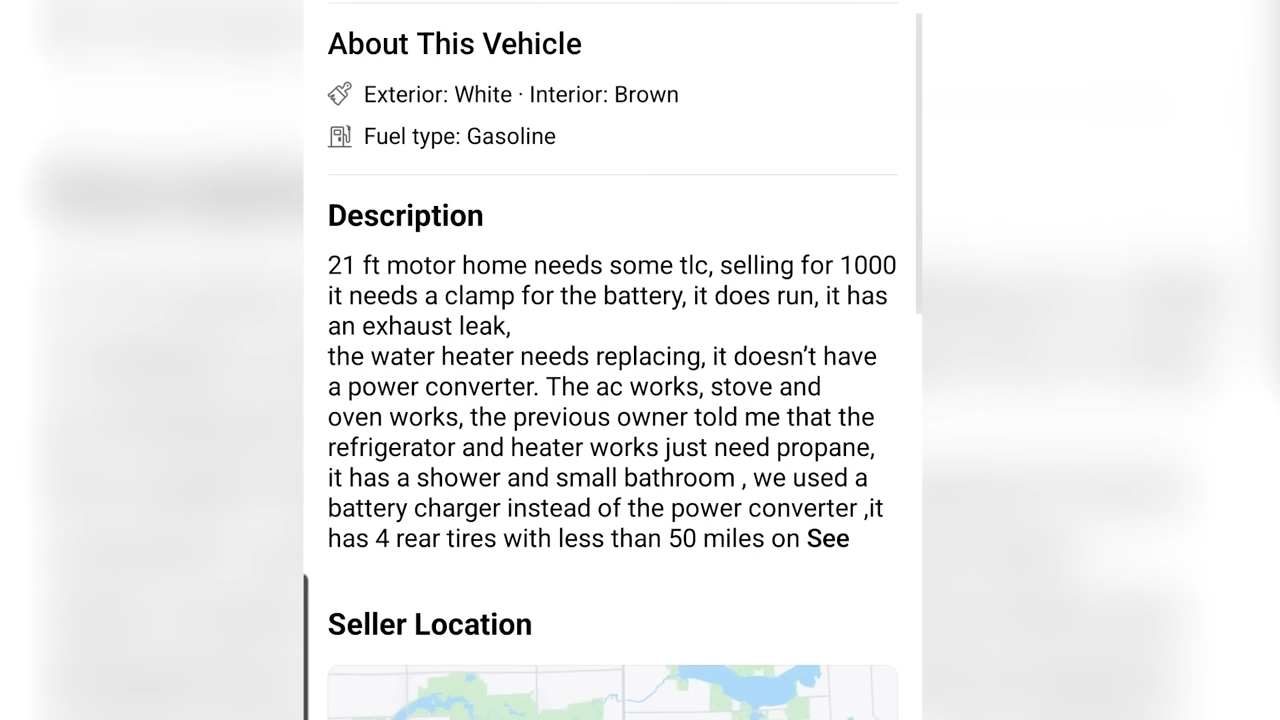 About This Vehicle
Exterior: White · Interior: Brown
Fuel type: Gasoline
Description
21 ft motor home needs some tlc, selling for 1000
it needs a clamp for the battery, it does run, it has
an exhaust leak,
the water heater needs replacing, it doesn’t have
a power converter. The ac works, stove and
oven works, the previous owner told me that the
refrigerator and heater works just need propane,
it has a shower and small bathroom , we used a
battery charger instead of the power converter ,it
has 4 rear tires with less than 50 miles on See
Seller Location